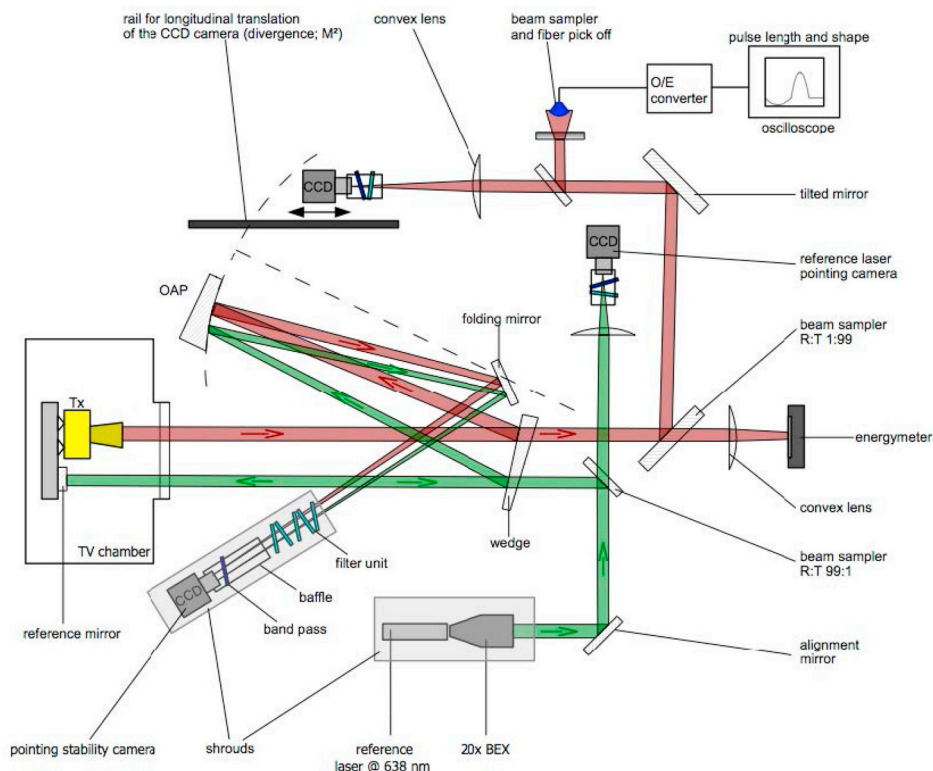 rail for longitudinal translation
of the CCD camera (divergence; M²)
convex lens
beam sampler
and fiber pick off
pulse length and shape
O/E
converter
oscilloscope
CCD
tilted mirror
CCD
reference laser
pointing camera
OAP
folding mirror
beam sampler
R:T 1:99
Tx
energymeter
convex lens
wedge
TV chamber
filter unit
beam sampler
R:T 99:1
CCD
baffle
band pass
reference mirror
alignment
mirror
pointing stability camera
shrouds
reference
laser @ 638 nm
20x BEX